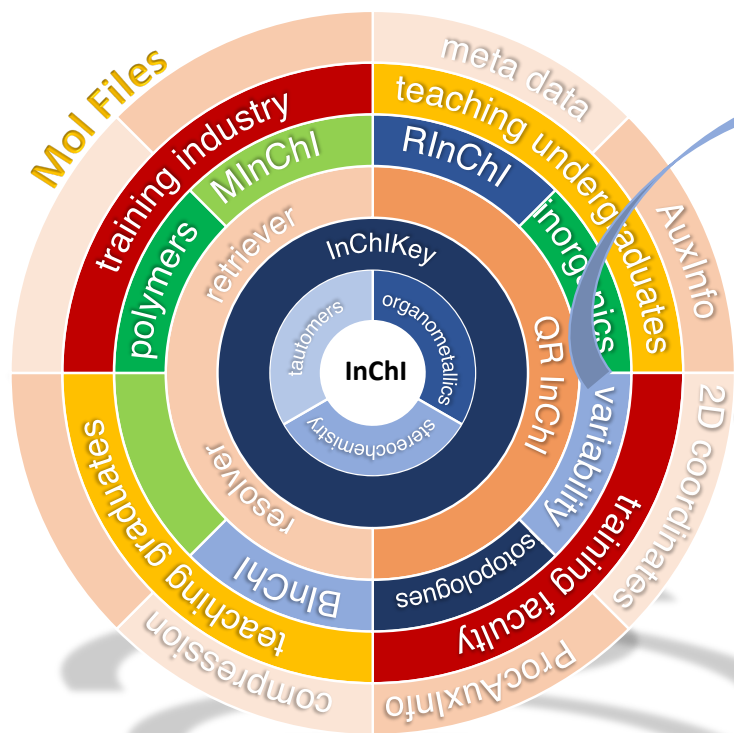 Mol Files
meta data
AuxInfo
2D coordinates
ProcAuxInfo
compression
training industry
teaching undergraduates
training faculty
teaching graduates
MInChI
RInChI
inorganics
variability
sotopologues
BInChI
polymers
retriever
QR InChI
resolver
InChIKey
tautomers
organometallics
stereochemistry
InChI